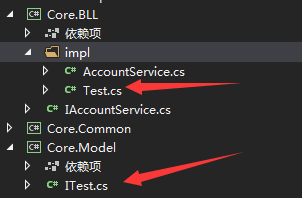 C# Core.BLL
依赖项
impl
C# AccountService.cs
C# Test.cs
C# IAccountService.cs
C# Core.Common
C# Core.Model
依赖项
C# ITest.cs